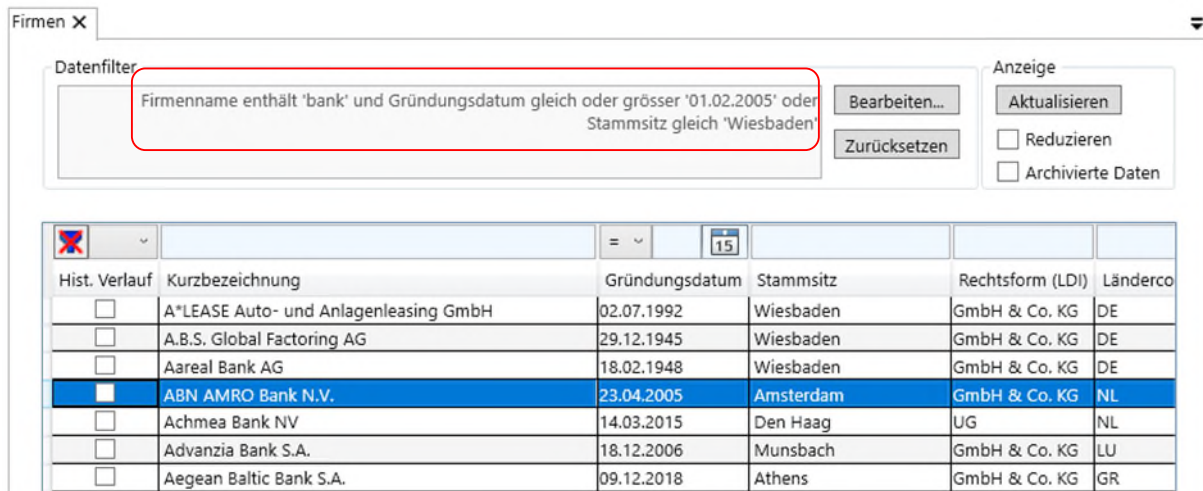 Firmen
Datenfilter
Firmenname enthält 'bank' und Gründungsdatum gleich oder grösser '01.02.2005' oder
Stammsitz gleich 'Wiesbaden'
Bearbeiten...
Zurücksetzen
Anzeige
Aktualisieren
Reduzieren
Archivierte Daten
= 15
Hist. Verlauf Kurzbezeichnung Gründungsdatum Stammsitz Rechtsform (LDI) Länderco
A*LEASE Auto- und Anlagenleasing GmbH 02.07.1992 Wiesbaden GmbH & Co. KG DE
A.B.S. Global Factoring AG 29.12.1945 Wiesbaden GmbH & Co. KG DE
Aareal Bank AG 18.02.1948 Wiesbaden GmbH & Co. KG DE
ABN AMRO Bank N.V. 23.04.2005 Amsterdam GmbH & Co. KG NL
Achmea Bank NV 14.03.2015 Den Haag UG NL
Advanzia Bank S.A. 18.12.2006 Munsbach GmbH & Co. KG LU
Aegean Baltic Bank S.A. 09.12.2018 Athens GmbH & Co. KG GR